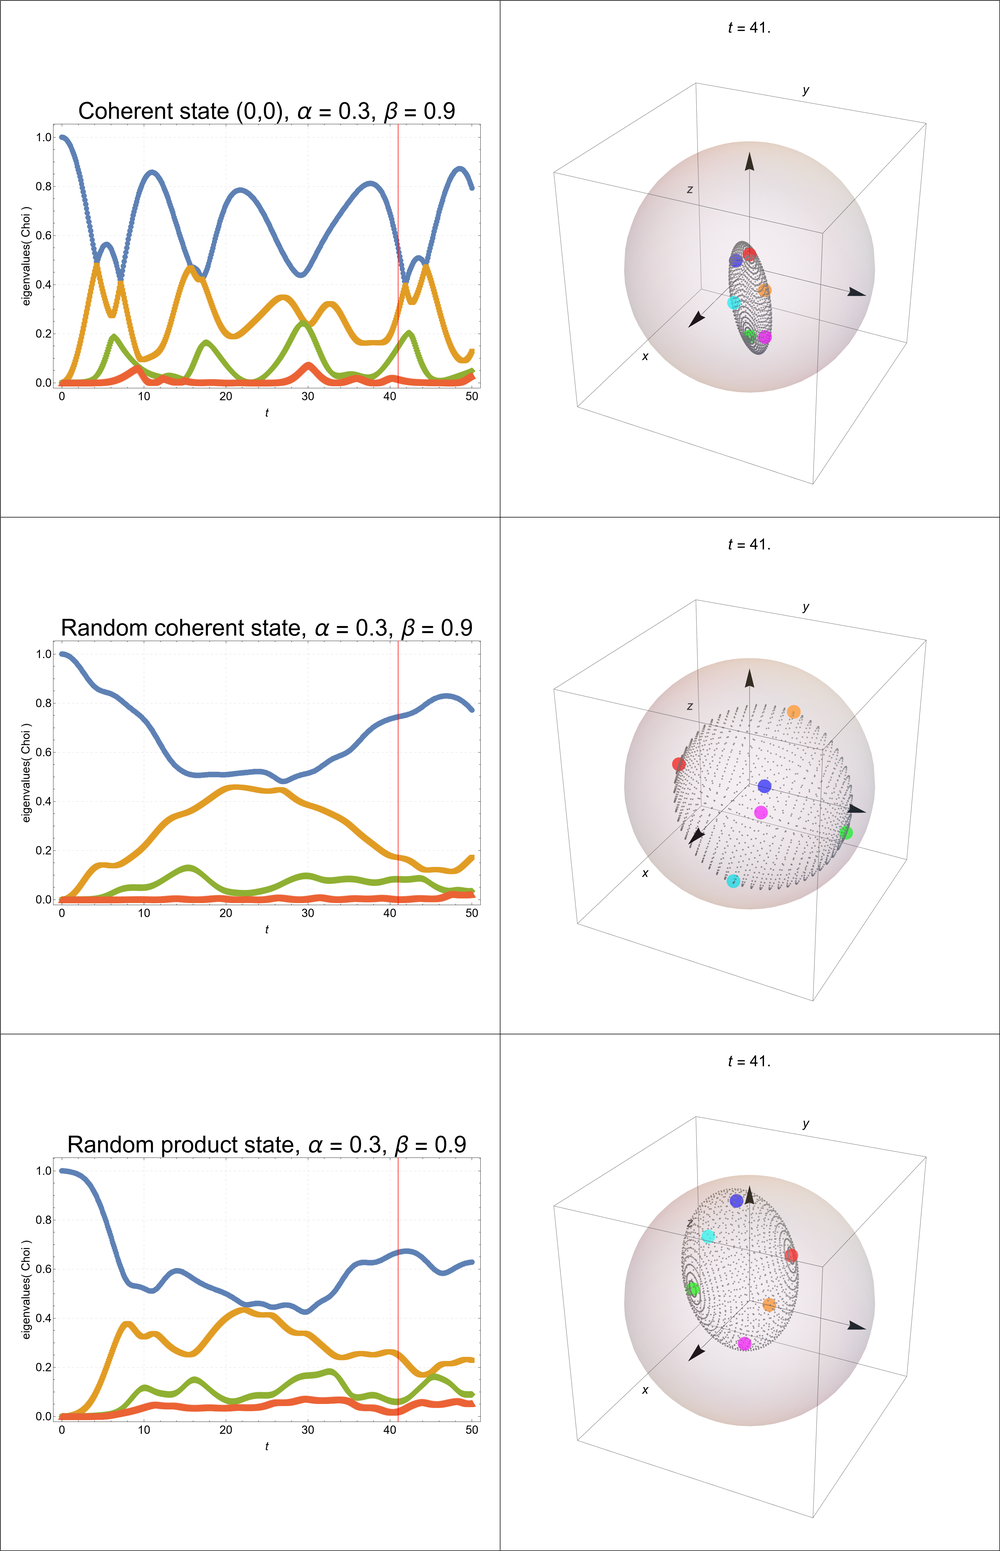 t = 41.
Coherent state (0,0), α = 0.3, β = 0.9
eigenvalues( Choi )
1.0
0.8
0.6
0.4
0.2
0.0
0 10 20 30 40 50
t
y
z
x
t = 41.
Random coherent state, α = 0.3, β = 0.9
eigenvalues( Choi )
1.0
0.8
0.6
0.4
0.2
0.0
0 10 20 30 40 50
t
y
z
x
t = 41.
Random product state, α = 0.3, β = 0.9
eigenvalues( Choi )
1.0
0.8
0.6
0.4
0.2
0.0
0 10 20 30 40 50
t
y
z
x